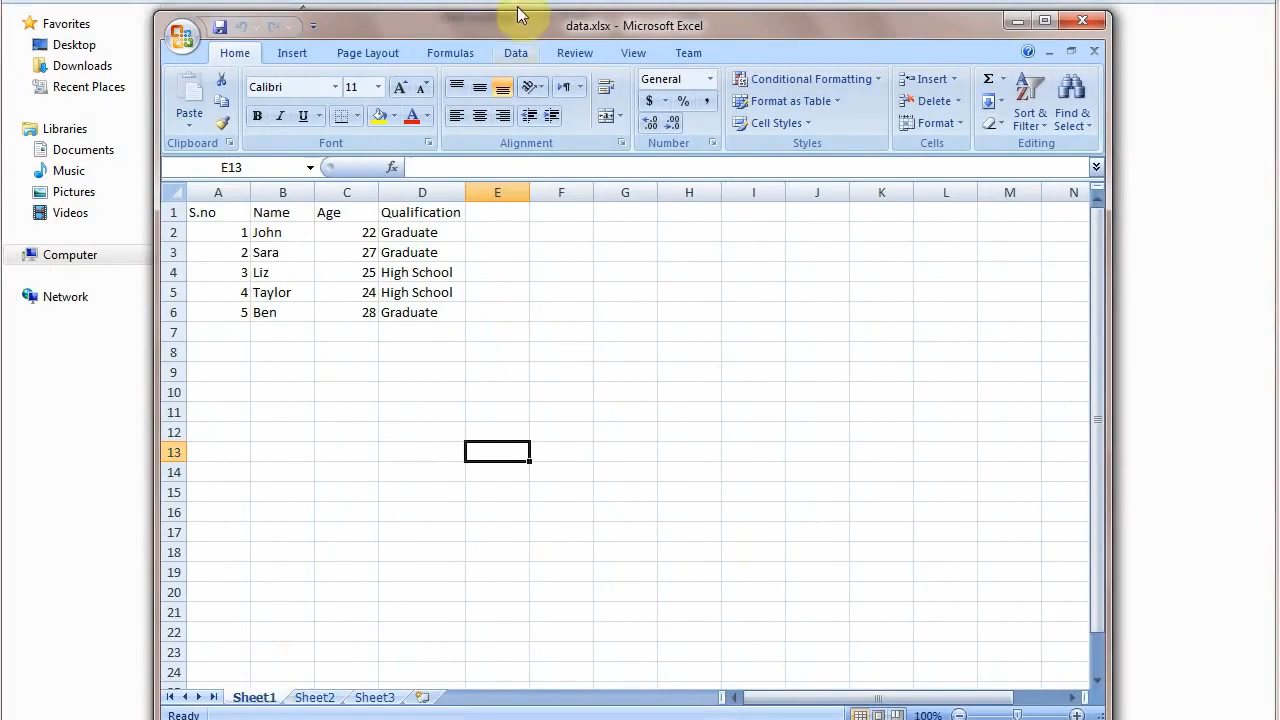 Favorites
Desktop
Downloads
Recent Places
Libraries
Documents
Music
Pictures
Videos
Computer
Network
data.xlsx - Microsoft Excel
Home Insert Page Layout Formulas Data Review View Team
Paste
Clipboard
Calibri 11
B I U
Font
Alignment
General
$ % ,
Number
Conditional Formatting
Format as Table
Cell Styles
Styles
Insert
Delete
Format
Cells
Σ
Sort & Filter
Find & Select
Editing
E13 fx
A B C D E F G H I J K L M N
1 S.no Name Age Qualification
2 1 John 22 Graduate
3 2 Sara 27 Graduate
4 3 Liz 25 High School
5 4 Taylor 24 High School
6 5 Ben 28 Graduate
7
8
9
10
11
12
13
14
15
16
17
18
19
20
21
22
23
24
Sheet1 Sheet2 Sheet3
Ready 100%